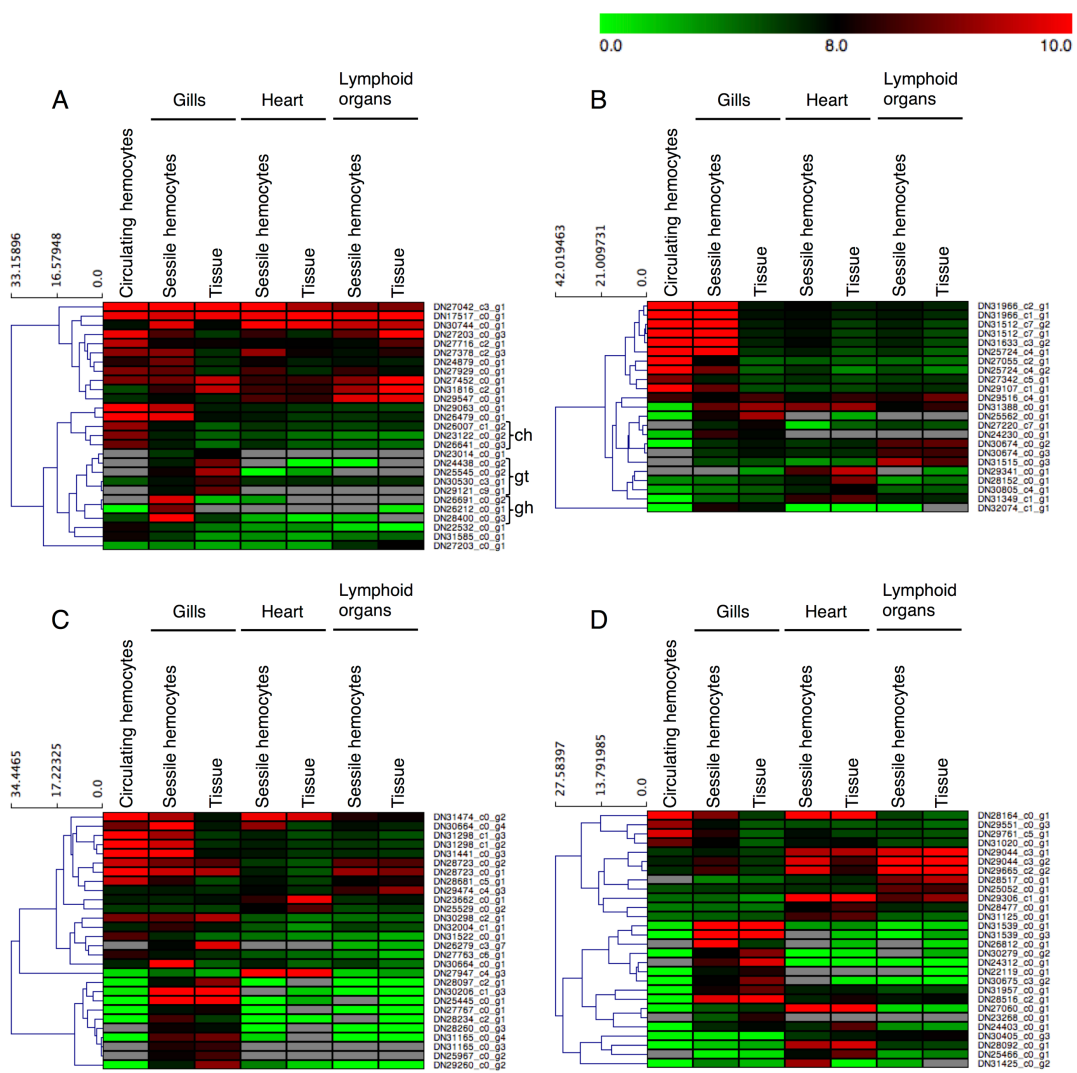 0.0 8.0 10.0
A
Gills Heart Lymphoid organs
Circulating hemocytes
Sessile hemocytes
Tissue
Sessile hemocytes
Tissue
Sessile hemocytes
Tissue
33.15896 16.57948 0.0
DN27042_c3_g1
DN17517_c0_g1
DN30744_c0_g1
DN27203_c0_g3
DN27716_c2_g1
DN27378_c2_g3
DN24879_c0_g1
DN27929_c0_g1
DN27452_c0_g1
DN31816_c2_g1
DN29547_c0_g1
DN29063_c0_g1
DN26479_c0_g1
DN26007_c1_g2
DN23122_c0_g2
DN26641_c0_g3
DN23014_c0_g1
DN24438_c0_g2
DN25545_c0_g2
DN30530_c3_g1
DN29121_c9_g1
DN26691_c0_g2
DN26212_c0_g1
DN28400_c0_g3
DN22532_c0_g1
DN31585_c0_g1
DN27203_c0_g1
ch
gt
gh
B
Gills Heart Lymphoid organs
Circulating hemocytes
Sessile hemocytes
Tissue
Sessile hemocytes
Tissue
Sessile hemocytes
Tissue
42.019463 21.009731 0.0
DN31966_c2_g1
DN31966_c1_g1
DN31512_c7_g2
DN31512_c7_g1
DN31633_c3_g2
DN25724_c4_g1
DN27055_c2_g1
DN25724_c4_g2
DN27342_c5_g1
DN29107_c1_g1
DN29516_c4_g1
DN31388_c0_g1
DN25562_c0_g1
DN27220_c7_g1
DN24230_c0_g1
DN30674_c0_g2
DN30674_c0_g3
DN31515_c0_g3
DN29341_c0_g1
DN28152_c0_g1
DN30805_c4_g1
DN31349_c1_g1
DN32074_c1_g1
C
Gills Heart Lymphoid organs
Circulating hemocytes
Sessile hemocytes
Tissue
Sessile hemocytes
Tissue
Sessile hemocytes
Tissue
34.4465 17.22325 0.0
DN31474_c0_g2
DN30664_c0_g4
DN31298_c1_g3
DN31298_c1_g2
DN31441_c0_g3
DN28723_c0_g2
DN28723_c0_g1
DN28681_c5_g1
DN29474_c4_g3
DN23662_c0_g1
DN25529_c0_g2
DN30298_c2_g1
DN32004_c1_g1
DN31522_c0_g1
DN26279_c3_g7
DN27763_c6_g1
DN30664_c0_g1
DN27947_c4_g3
DN28097_c2_g1
DN30206_c1_g3
DN25445_c0_g1
DN27767_c0_g1
DN28234_c2_g1
DN28260_c0_g3
DN31165_c0_g4
DN31165_c0_g3
DN25967_c0_g2
DN29260_c0_g2
D
Gills Heart Lymphoid organs
Circulating hemocytes
Sessile hemocytes
Tissue
Sessile hemocytes
Tissue
Sessile hemocytes
Tissue
27.58397 13.791985 0.0
DN28164_c0_g1
DN29551_c0_g3
DN29761_c5_g1
DN31020_c0_g1
DN29044_c3_g1
DN29044_c3_g2
DN29665_c2_g2
DN28517_c0_g1
DN25052_c0_g1
DN29306_c1_g1
DN28477_c0_g1
DN31125_c0_g1
DN31539_c0_g1
DN31539_c0_g3
DN26812_c0_g1
DN30279_c0_g2
DN24312_c0_g1
DN22119_c0_g1
DN30675_c3_g2
DN31957_c0_g1
DN28516_c2_g1
DN27060_c0_g1
DN23268_c0_g1
DN24403_c0_g1
DN30405_c0_g3
DN28092_c0_g1
DN25466_c0_g1
DN31425_c0_g1